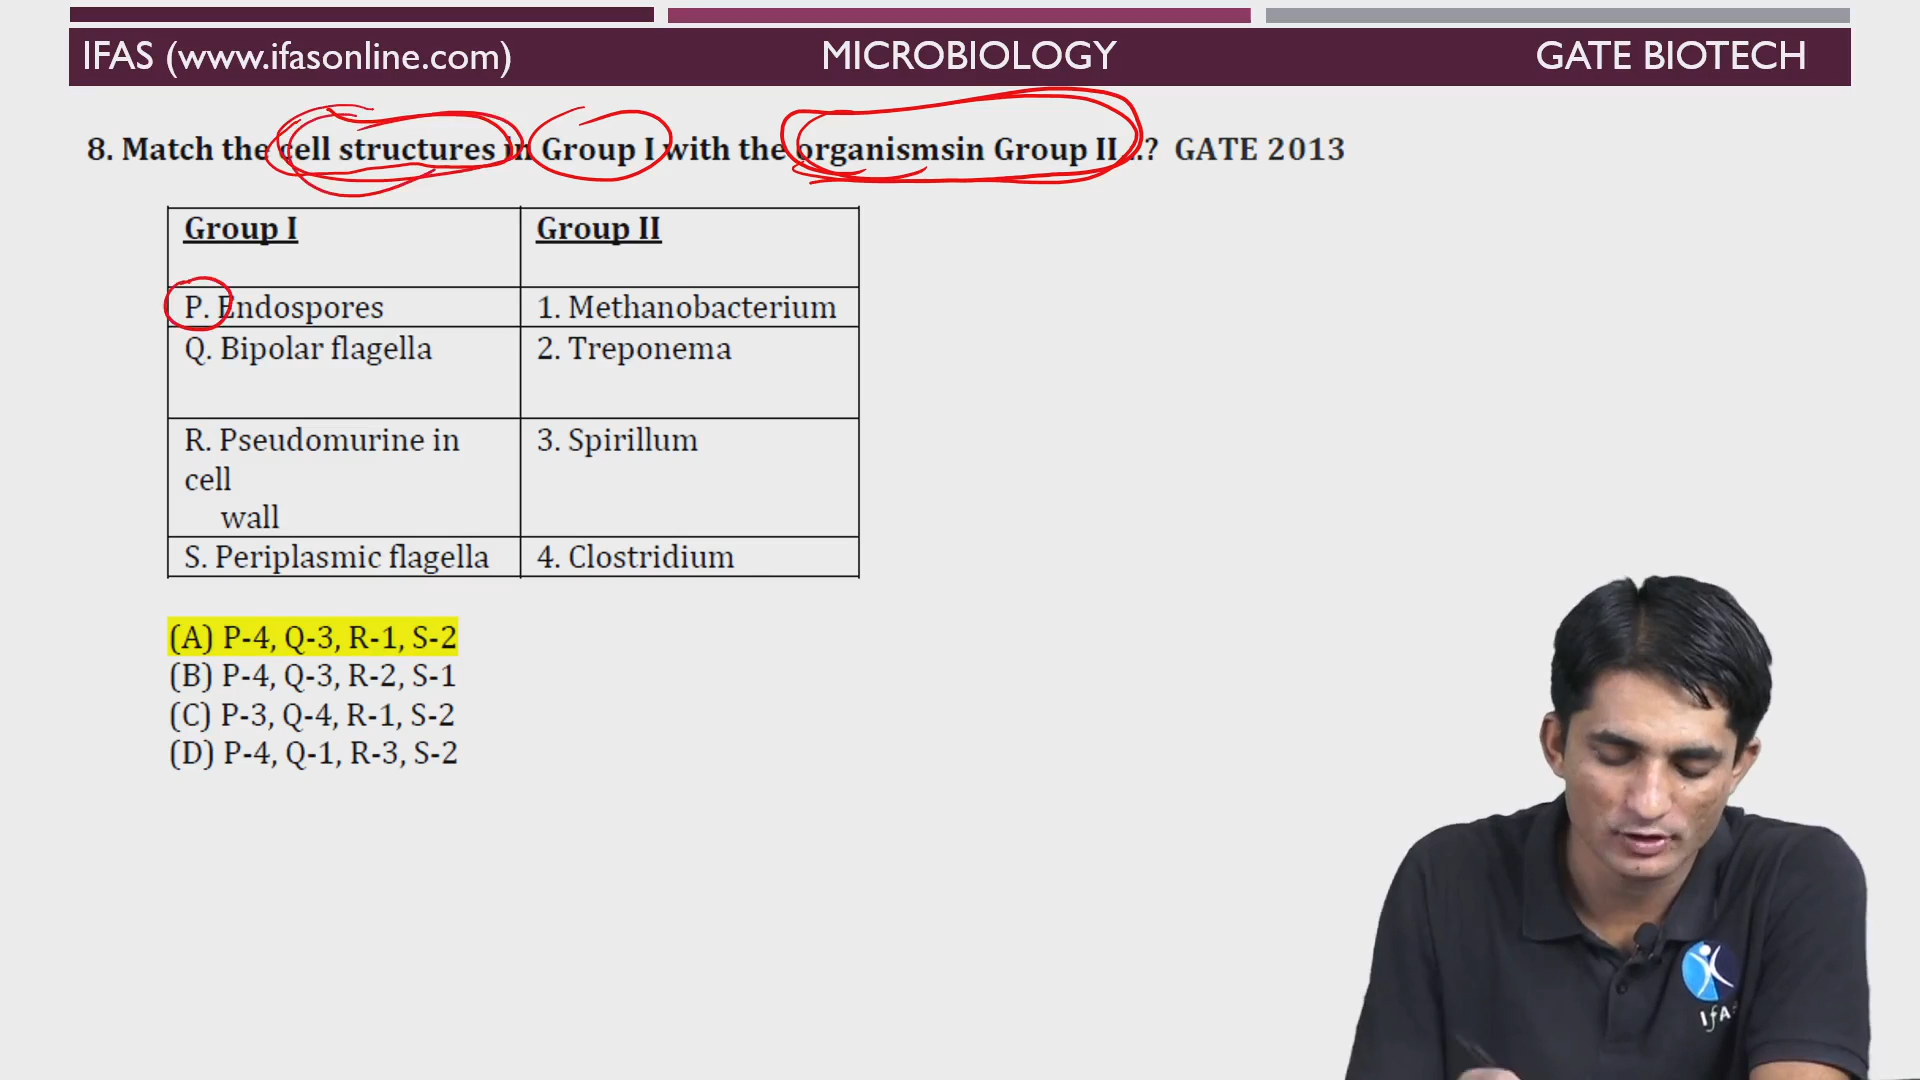 IFAS (www.ifasonline.com) MICROBIOLOGY GATE BIOTECH
8. Match the cell structures in Group I with the organismsin Group II ..? GATE 2013
Group I Group II
P. Endospores 1. Methanobacterium
Q. Bipolar flagella 2. Treponema
R. Pseudomurine in 3. Spirillum
cell
wall
S. Periplasmic flagella 4. Clostridium
(A) P-4, Q-3, R-1, S-2
(B) P-4, Q-3, R-2, S-1
(C) P-3, Q-4, R-1, S-2
(D) P-4, Q-1, R-3, S-2
IfAS